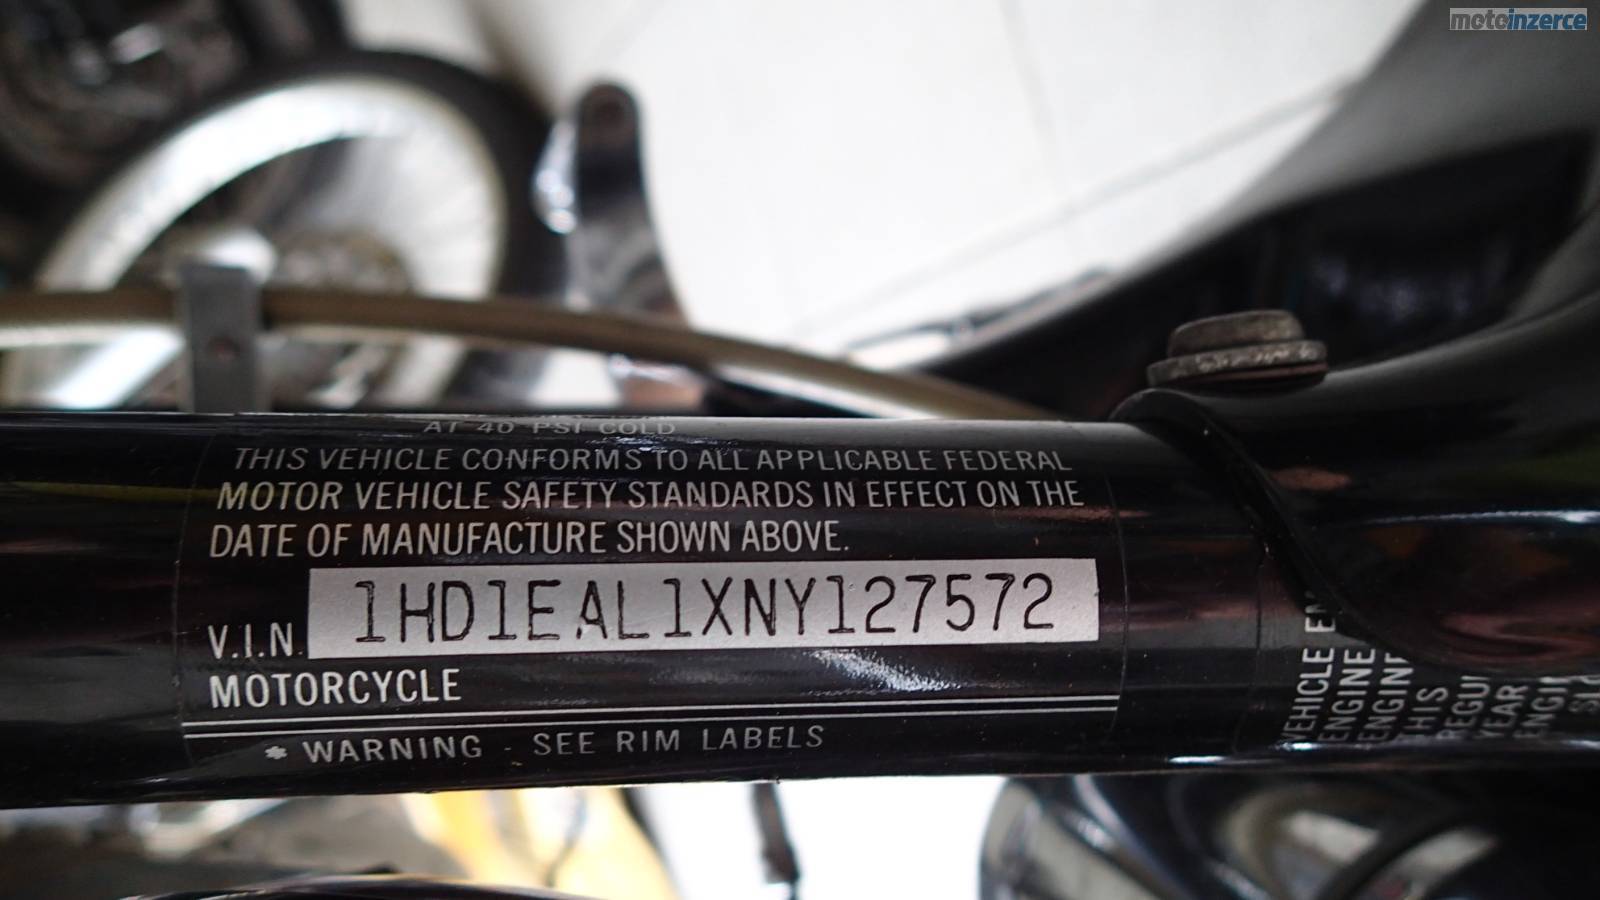 motoinzerce
AT 40 PSI COLD
THIS VEHICLE CONFORMS TO ALL APPLICABLE FEDERAL
MOTOR VEHICLE SAFETY STANDARDS IN EFFECT ON THE
DATE OF MANUFACTURE SHOWN ABOVE.
V.I.N. 1HD1EAL1XNY127572
MOTORCYCLE
* WARNING - SEE RIM LABELS
VEHICLE
ENGINE
ENGINE
THIS
YEAR